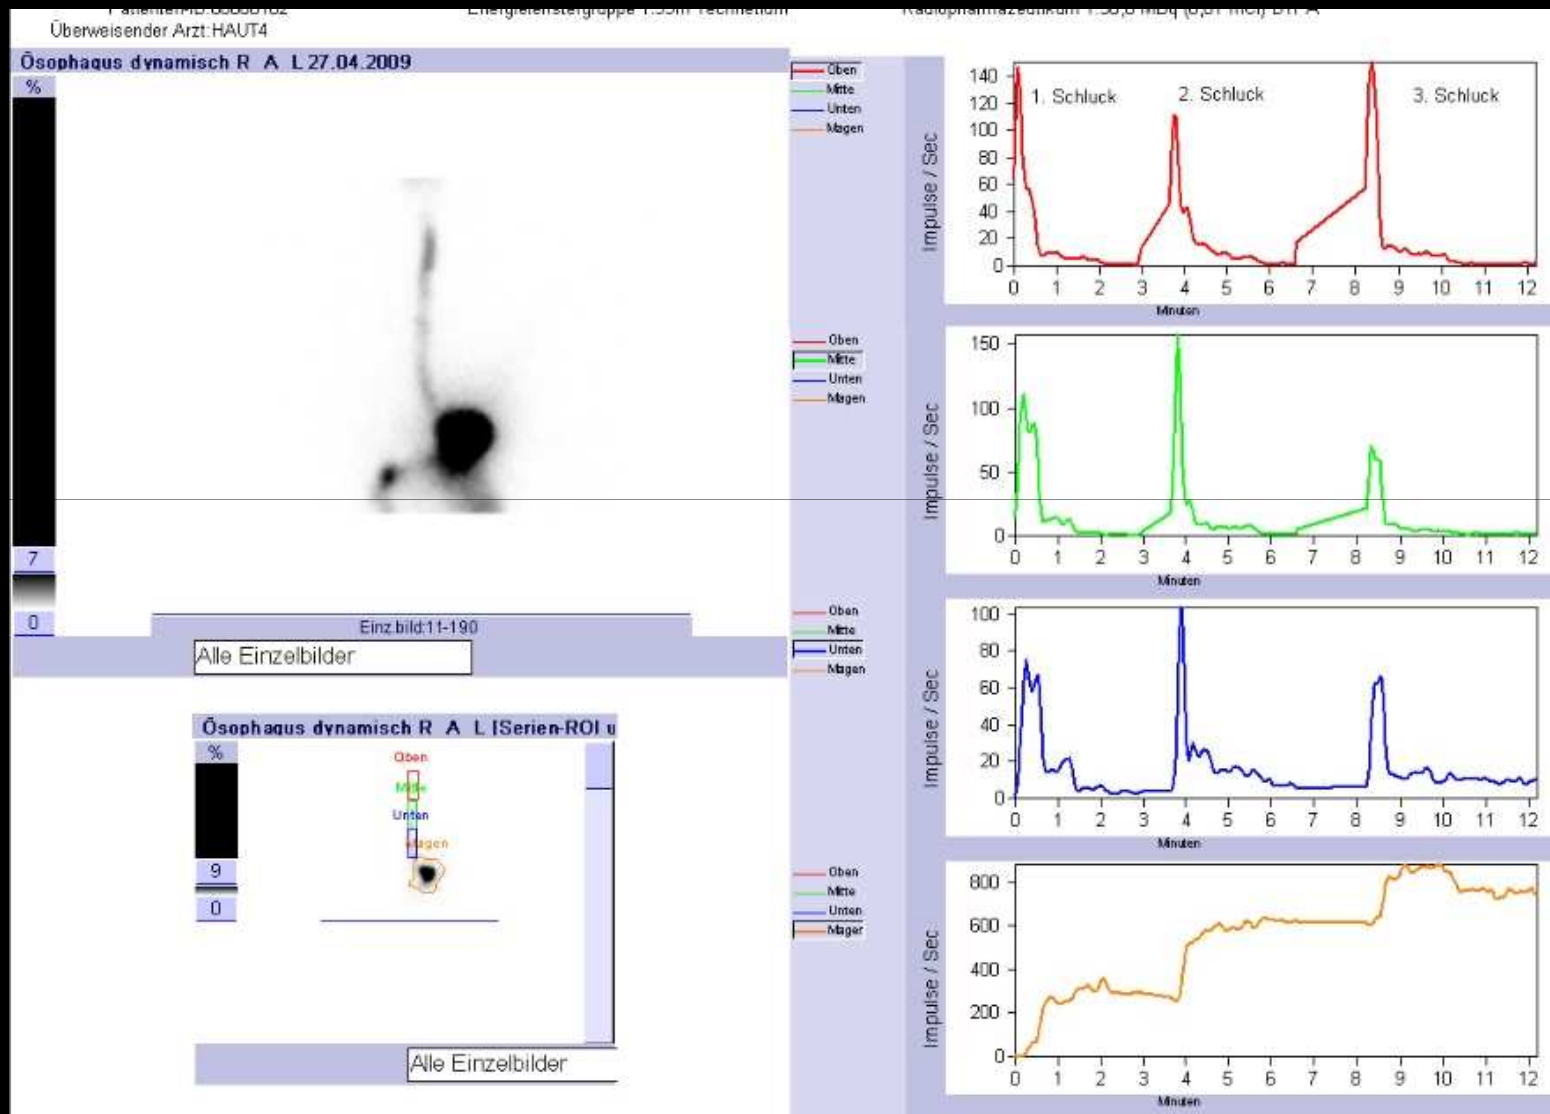 Überweisender Arzt:HAUT4
Ösophagus dynamisch R A L 27.04.2009
%
7
0
Einz.bild:11-190
Alle Einzelbilder
Ösophagus dynamisch R A L [Serien-ROI u
%
Oben
Mitte
Unten
Magen
9
0
Alle Einzelbilder
Oben
Mitte
Unten
Magen
Impulse / Sec
140
120
100
80
60
40
20
0
1. Schluck
2. Schluck
3. Schluck
0 1 2 3 4 5 6 7 8 9 10 11 12
Minuten
Oben
Mitte
Unten
Magen
Impulse / Sec
150
100
50
0
0 1 2 3 4 5 6 7 8 9 10 11 12
Minuten
Oben
Mitte
Unten
Magen
Impulse / Sec
100
80
60
40
20
0
0 1 2 3 4 5 6 7 8 9 10 11 12
Minuten
Oben
Mitte
Unten
Mager
Impulse / Sec
800
600
400
200
0
0 1 2 3 4 5 6 7 8 9 10 11 12
Minuten